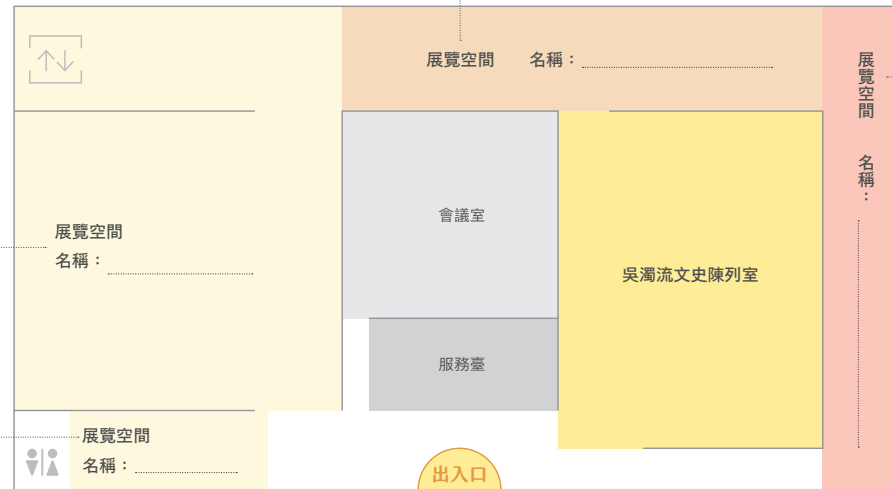 展覽空間 名稱：
展覽空間 名稱：
會議室
展覽空間
名稱：
吳濁流文史陳列室
服務臺
展覽空間
名稱：
出入口